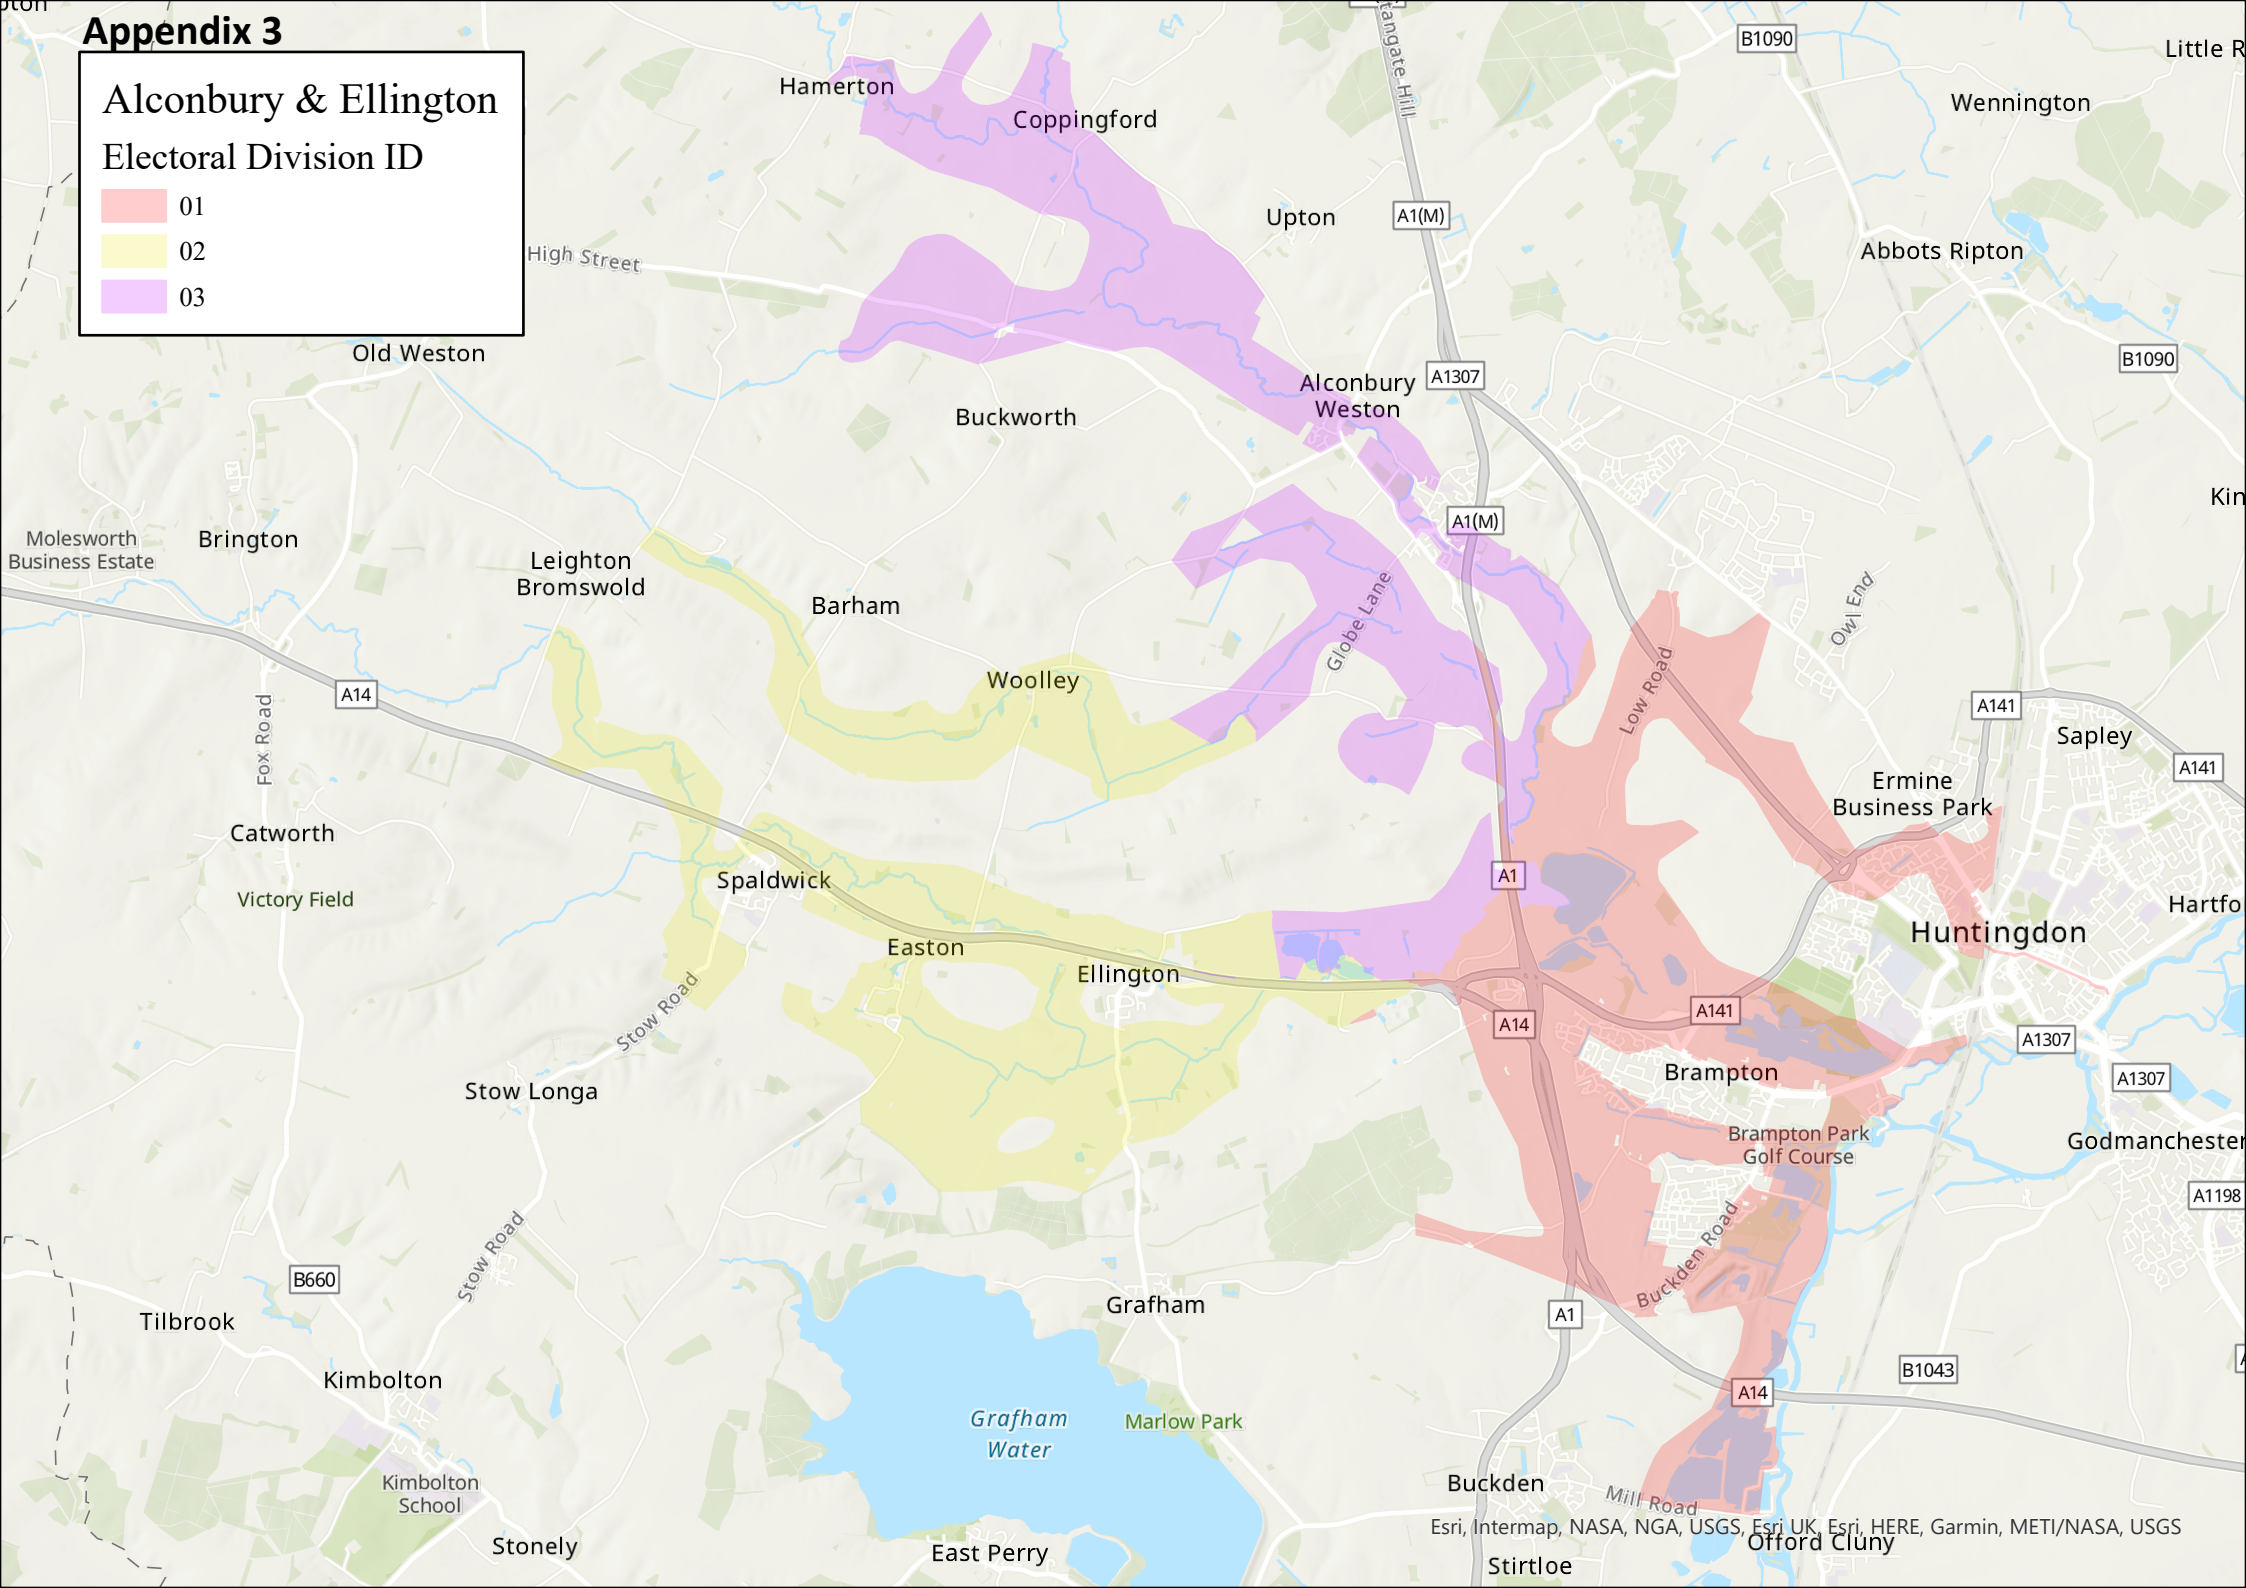 Appendix 3
Alconbury & Ellington
Electoral Division ID
01
02
03
B1090
Little R
Hamerton
Wennington
Coppingford
Upton
A1(M)
Abbots Ripton
High Street
Old Weston
B1090
A1307
Alconbury
Weston
Buckworth
Kin
A1(M)
Molesworth
Business Estate
Brington
Leighton
Bromswold
Barham
Globe Lane
Owl End
Woolley
Low Road
A14
Fox Road
A141
Sapley
A141
Ermine
Business Park
Catworth
Spaldwick
A1
Victory Field
Hartfo
Huntingdon
Easton
Ellington
Stow Road
A14
A141
A1307
Brampton
A1307
Stow Longa
Brampton Park
Golf Course
Godmanchester
A1198
Stow Road
Buckden Road
B660
Grafham
A1
Tilbrook
Kimbolton
B1043
A14
Grafham
Water
Marlow Park
Kimbolton
School
Buckden
Mill Road
Esri, Intermap, NASA, NGA, USGS, Esri UK, Esri, HERE, Garmin, METI/NASA, USGS
Offord Cluny
Stonely
East Perry
Stirtloe